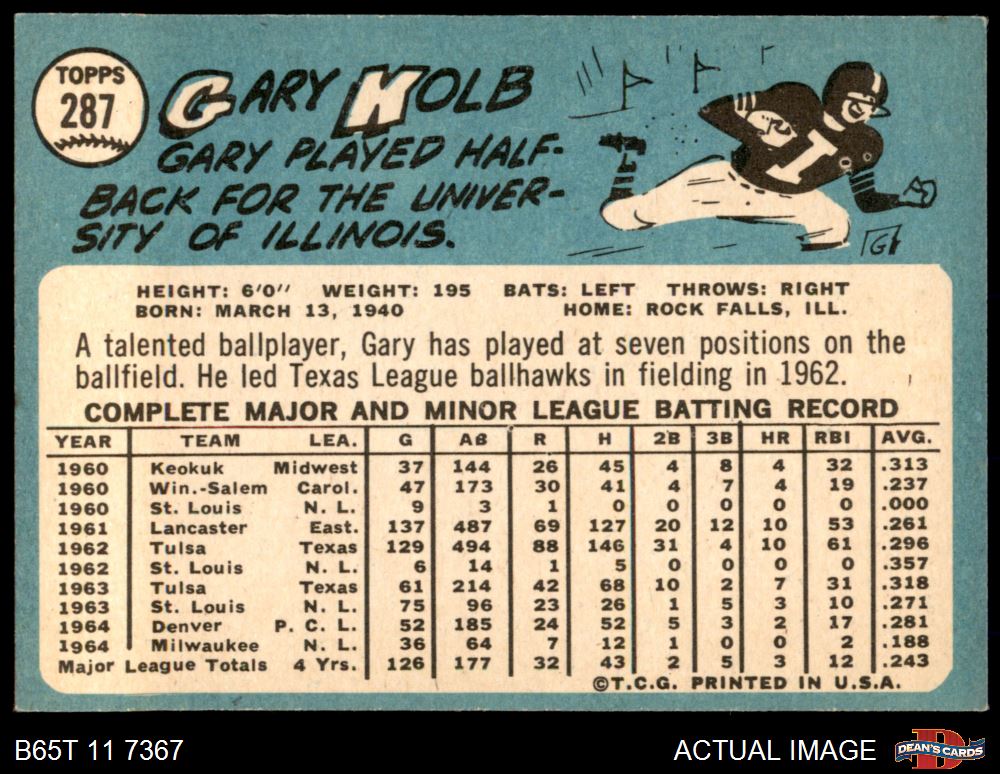 TOPPS
287
GARY KOLB
GARY PLAYED HALF-
BACK FOR THE UNIVER-
SITY OF ILLINOIS.
I
HEIGHT: 6'0" WEIGHT: 195 BATS: LEFT THROWS: RIGHT
BORN: MARCH 13, 1940 HOME: ROCK FALLS, ILL.
A talented ballplayer, Gary has played at seven positions on the
ballfield. He led Texas League ballhawks in fielding in 1962.
COMPLETE MAJOR AND MINOR LEAGUE BATTING RECORD
YEAR TEAM LEA. G AB R H 2B 3B HR RBI AVG.
1960 Keokuk Midwest 37 144 26 45 4 8 4 32 .313
1960 Win.-Salem Carol. 47 173 30 41 4 7 4 19 .237
1960 St. Louis N. L. 9 3 1 0 0 0 0 0 .000
1961 Lancaster East. 137 487 69 127 20 12 10 53 .261
1962 Tulsa Texas 129 494 88 146 31 4 10 61 .296
1962 St. Louis N. L. 6 14 1 5 0 0 0 0 .357
1963 Tulsa Texas 61 214 42 68 10 2 7 31 .318
1963 St. Louis N. L. 75 96 23 26 1 5 3 10 .271
1964 Denver P. C. L. 52 185 24 52 5 3 2 17 .281
1964 Milwaukee N. L. 36 64 7 12 1 0 0 2 .188
Major League Totals 4 Yrs. 126 177 32 43 2 5 3 12 .243
©T.C.G. PRINTED IN U.S.A.
B65T 11 7367 ACTUAL IMAGE DEAN'S CARDS